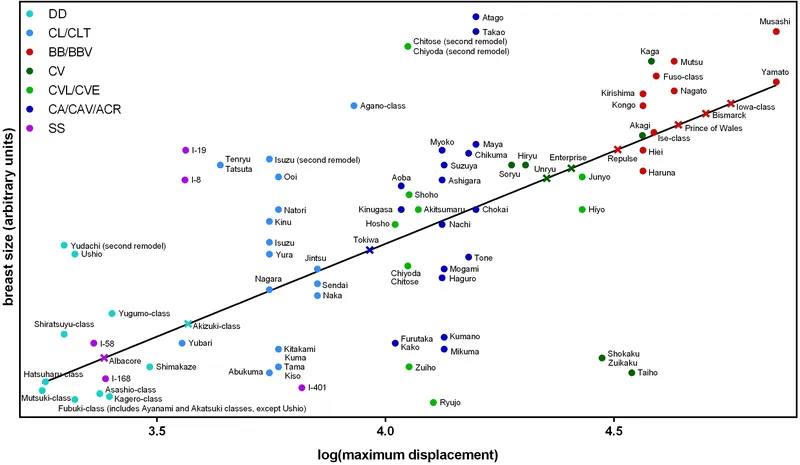 DD
CL/CLT
BB/BBV
CV
CVL/CVE
CA/CAV/ACR
SS
Atago
Takao
Chitose (second remodel)
Chiyoda (second remodel)
Musashi
Kaga
Mutsu
Fuso-class
Yamato
Nagato
Kirishima
Kongo
Iowa-class
Agano-class
Bismarck
Prince of Wales
Akagi
Ise-class
I-19
Tenryu
Tatsuta
Isuzu (second remodel)
Ooi
Myoko
Maya
Chikuma
Suzuya
Hiryu
Soryu
Enterprise
Unryu
Repulse
Hiei
Haruna
I-8
Aoba
Ashigara
Shoho
Junyo
Natori
Kinu
Kinugasa
Akitsumaru
Chokai
Hosho
Nachi
Hiyo
Yudachi (second remodel)
Ushio
Isuzu
Yura
Tokiwa
Jintsu
Tone
Chiyoda
Chitose
Mogami
Haguro
Nagara
Sendai
Naka
Yugumo-class
Akizuki-class
Shiratsuyu-class
I-58
Yubari
Albacore
Kitakami
Kuma
Furutaka
Kako
Kumano
Mikuma
Shokaku
Zuikaku
Taiho
Hatsuharu-class
I-168
Shimakaze
Abukuma
Tama
Kiso
Zuiho
Mutsuki-class
Asashio-class
Kagero-class
I-401
Ryujo
Fubuki-class (includes Ayanami and Akatsuki classes, except Ushio)
3.5
4.0
4.5
log(maximum displacement)
breast size (arbitrary units)